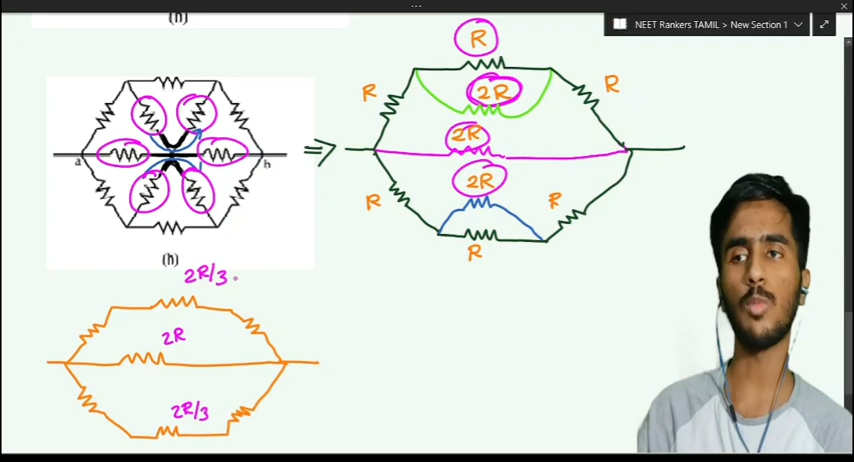 (n)
NEET Rankers TAMIL > New Section 1
R
R
2R
R
2R
a
b
2R
R
R
R
(h)
2R/3
2R
2R/3